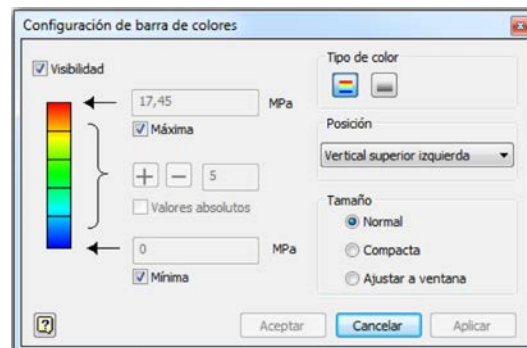 Configuración de barra de colores
Visibilidad
17,45 MPa
Máxima
5
Valores absolutos
0 MPa
Mínima
Tipo de color
Posición
Vertical superior izquierda
Tamaño
Normal
Compacta
Ajustar a ventana
Aceptar Cancelar Aplicar